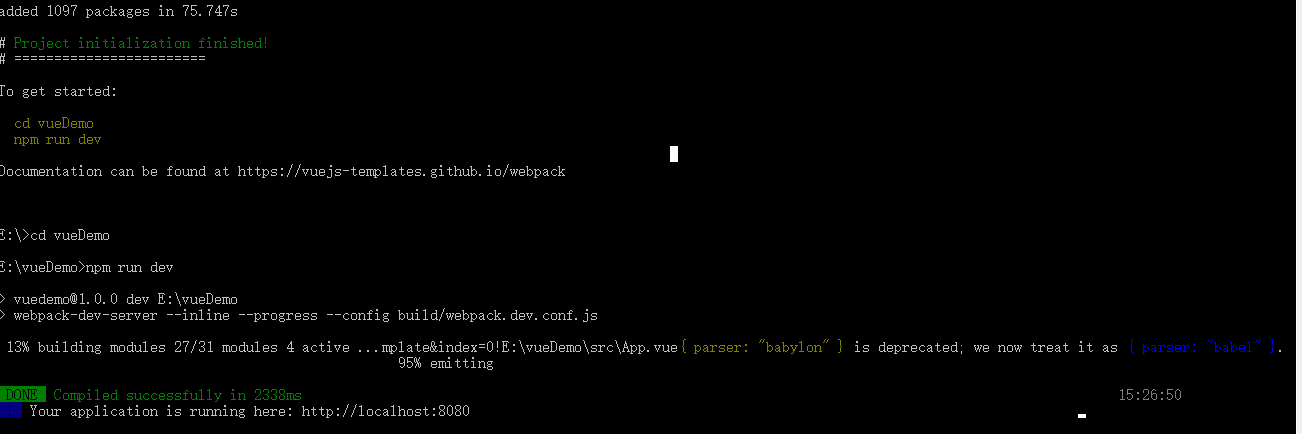 added 1097 packages in 75.747s
# Project initialization finished!
# ========================
To get started:
cd vueDemo
npm run dev
Documentation can be found at https://vuejs-templates.github.io/webpack
E:\>cd vueDemo
E:\vueDemo>npm run dev
> vuedemo@1.0.0 dev E:\vueDemo
> webpack-dev-server --inline --progress --config build/webpack.dev.conf.js
13% building modules 27/31 modules 4 active ...mplate&index=0!E:\vueDemo\src\App.vue{ parser: "babylon" } is deprecated; we now treat it as { parser: "babel" }.
95% emitting
DONE Compiled successfully in 2338ms 15:26:50
Your application is running here: http://localhost:8080